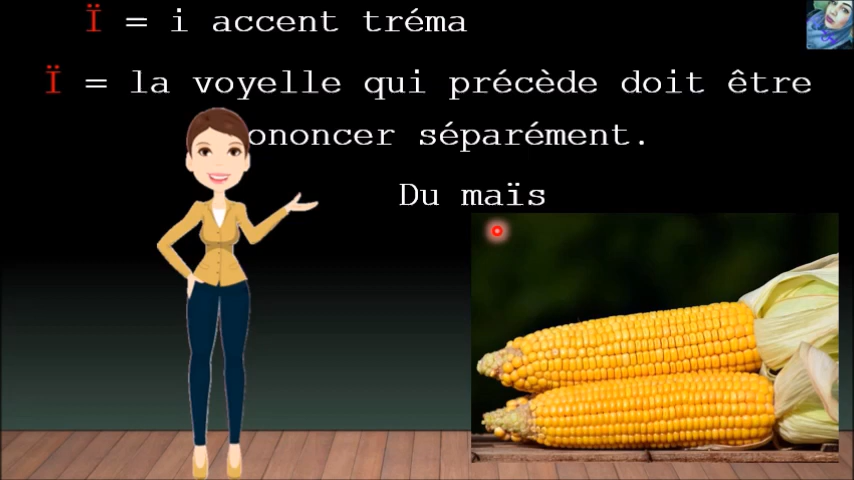 Ï = i accent tréma
Ï = la voyelle qui précède doit être
ononcer séparément.
Du maïs